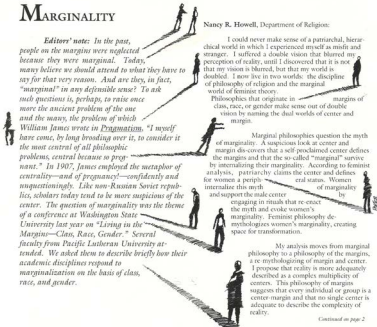 MARGINALITY
Editors' note: In the past,
people on the margins were neglected
because they were marginal. Today,
many believe we should attend to what they have to
say for that very reason. And are they, in fact,
"marginal" in any defensible sense? To ask
such questions is, perhaps, to raise once
more the ancient problem of the one
and the many, the problem of which
William James wrote in Pragmatism, "I myself
have come, by long brooding over it, to consider it
the most central of all philosophic
problems, central because so preg-
nant." In 1907, James employed the metaphor of
centrality—and of pregnancy!—confidently and
unquestioningly. Like non-Russian Soviet repub-
lics, scholars today tend to be more suspicious of the
center. The question of marginality was the theme
of a conference at Washington State
University last year on "Living in the
Margins—Class, Race, Gender." Several
faculty from Pacific Lutheran University at-
tended. We asked them to describe briefly how their
academic disciplines respond to
marginalization on the basis of class,
race, and gender.
Nancy R. Howell, Department of Religion:
I could never make sense of a patriarchal, hierar-
chical world in which I experienced myself as misfit and
stranger. I suffered a double vision that blurred my
perception of reality, until I discovered that it is not
that my vision is blurred, but that my world is
doubled. I now live in two worlds: the discipline
of philosophy of religion and the marginal
world of feminist theory.
Philosophies that originate in margins of
class, race, or gender make sense out of double
vision by naming the dual worlds of center and
margin.
Marginal philosophies question the myth
of marginality. A suspicious look at center and
margin dis-covers that a self-proclaimed center defines
the margins and that the so-called "marginal" survive
by internalizing their marginality. According to feminist
analysis, patriarchy claims the center and defines
for women a periph eral status. Women
internalize this myth of marginality
and support the male center by
engaging in rituals that re-enact
the myth and evoke women's
marginality. Feminist philosophy de-
mythologizes women's marginality, creating
space for transformation.
My analysis moves from marginal
philosophy to a philosophy of the margins,
a re-mythologizing of margin and center.
I propose that reality is more adequately
described as a complex multiplicity of
centers. This philosophy of margins
suggests that every individual or group is a
center-margin and that no single center is
adequate to describe the complexity of
reality.
Continued on page 2